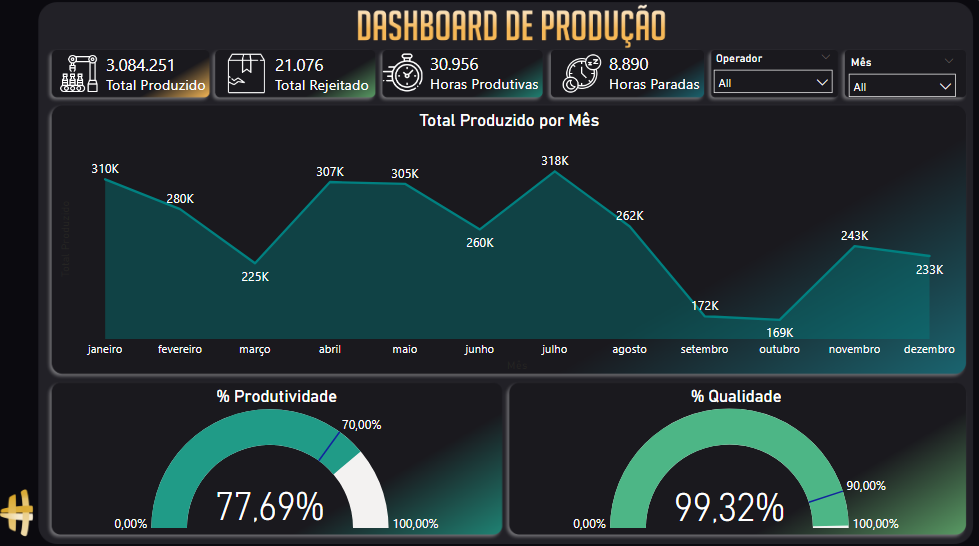 DASHBOARD DE PRODUÇÃO
3.084.251
Total Produzido
21.076
Total Rejeitado
30.956
Horas Produtivas
8.890
Horas Paradas
Operador
All
Mês
All
Total Produzido por Mês
310K
280K
225K
307K
305K
260K
318K
262K
172K
169K
243K
233K
Total Produzido
janeiro
fevereiro
março
abril
maio
junho
julho
agosto
setembro
outubro
novembro
dezembro
Mês
% Produtividade
70,00%
77,69%
0,00%
100,00%
% Qualidade
90,00%
99,32%
0,00%
100,00%